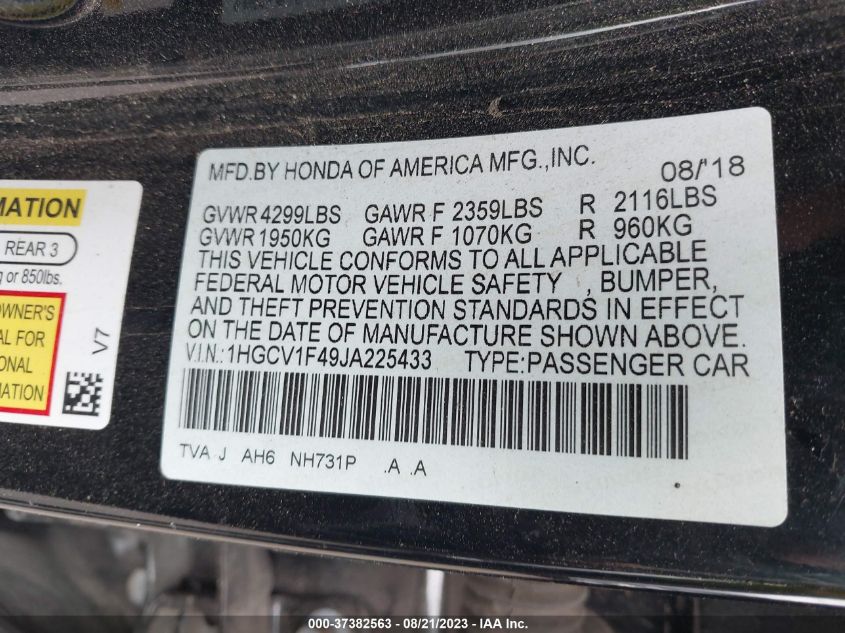 MATION
REAR 3
g or 850lbs.
OWNER'S
AL FOR
ONAL
MATION
V7
MFD.BY HONDA OF AMERICA MFG.,INC. 08/'18
GVWR 4299LBS GAWR F 2359LBS R 2116LBS
GVWR 1950KG GAWR F 1070KG R 960KG
THIS VEHICLE CONFORMS TO ALL APPLICABLE
FEDERAL MOTOR VEHICLE SAFETY , BUMPER,
AND THEFT PREVENTION STANDARDS IN EFFECT
ON THE DATE OF MANUFACTURE SHOWN ABOVE.
V.I.N.:1HGCV1F49JA225433 TYPE:PASSENGER CAR
TVA J AH6 NH731P .A .A
000-37382563 - 08/21/2023 - IAA Inc.